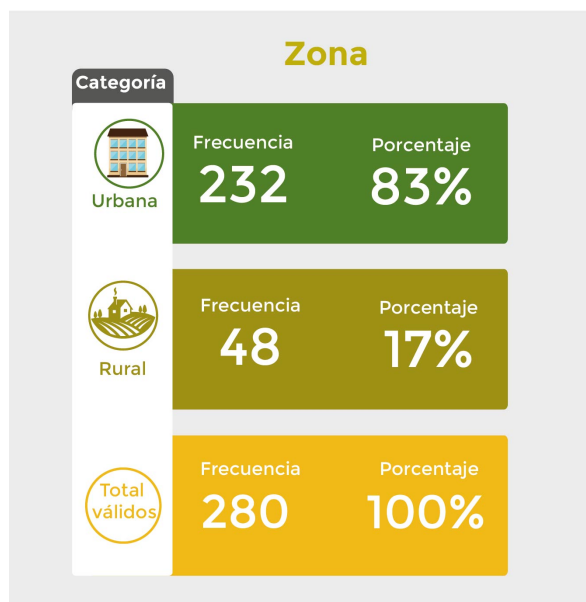 Zona
Categoría
Urbana
Frecuencia
232
Porcentaje
83%
Rural
Frecuencia
48
Porcentaje
17%
Total
válidos
Frecuencia
280
Porcentaje
100%